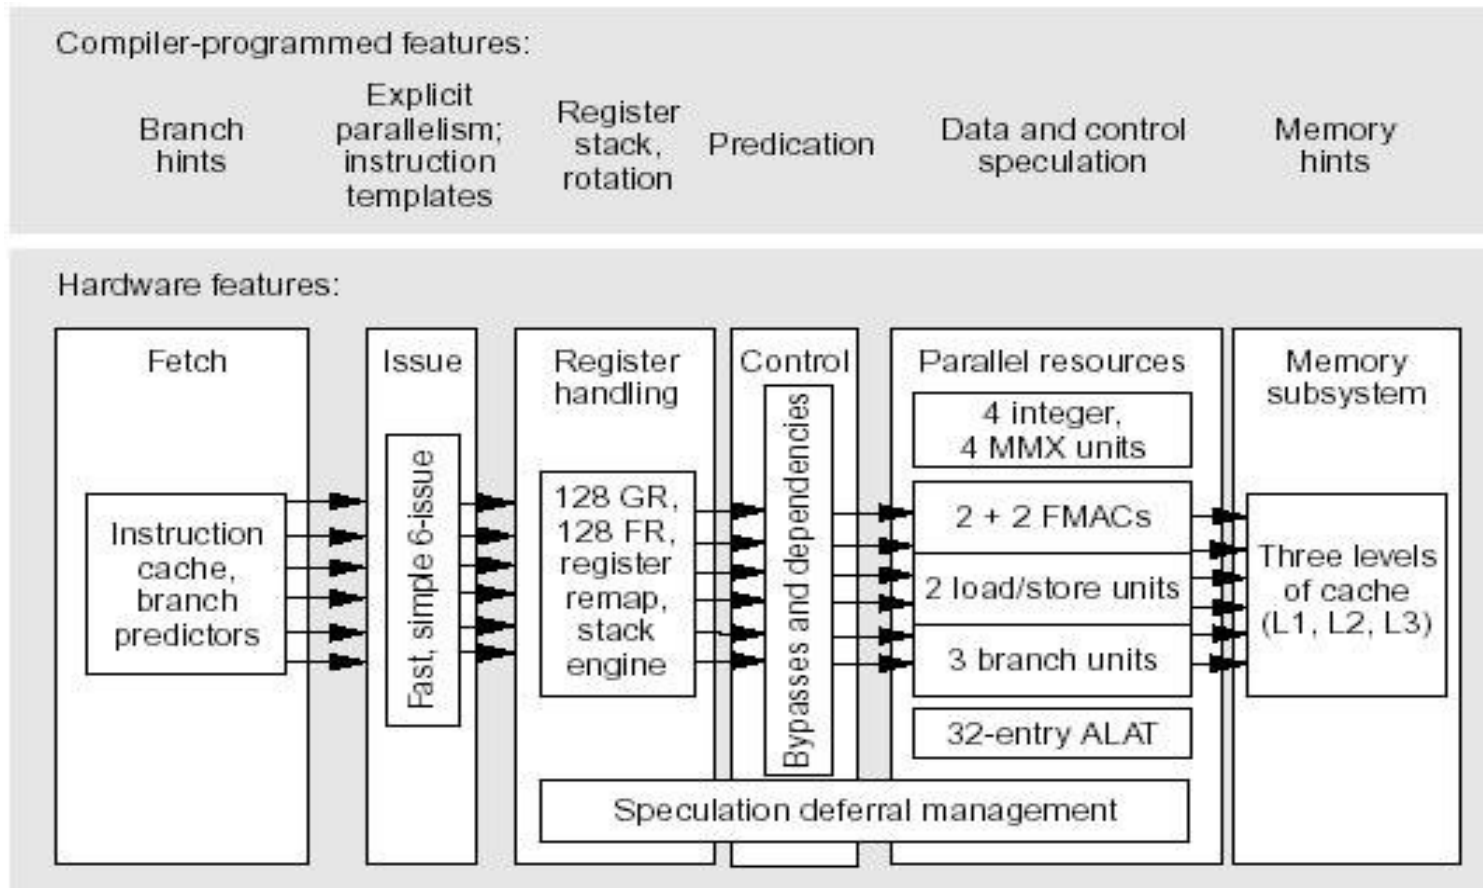 Compiler-programmed features:
Branch
hints
Explicit
parallelism;
instruction
templates
Register
stack,
rotation
Predication
Data and control
speculation
Memory
hints
Hardware features:
Fetch
Instruction
cache,
branch
predictors
Issue
Fast, simple 6-issue
Register
handling
128 GR,
128 FR,
register
remap,
stack
engine
Control
Bypasses and dependencies
Parallel resources
4 integer,
4 MMX units
2 + 2 FMACs
2 load/store units
3 branch units
32-entry ALAT
Speculation deferral management
Memory
subsystem
Three levels
of cache
(L1, L2, L3)